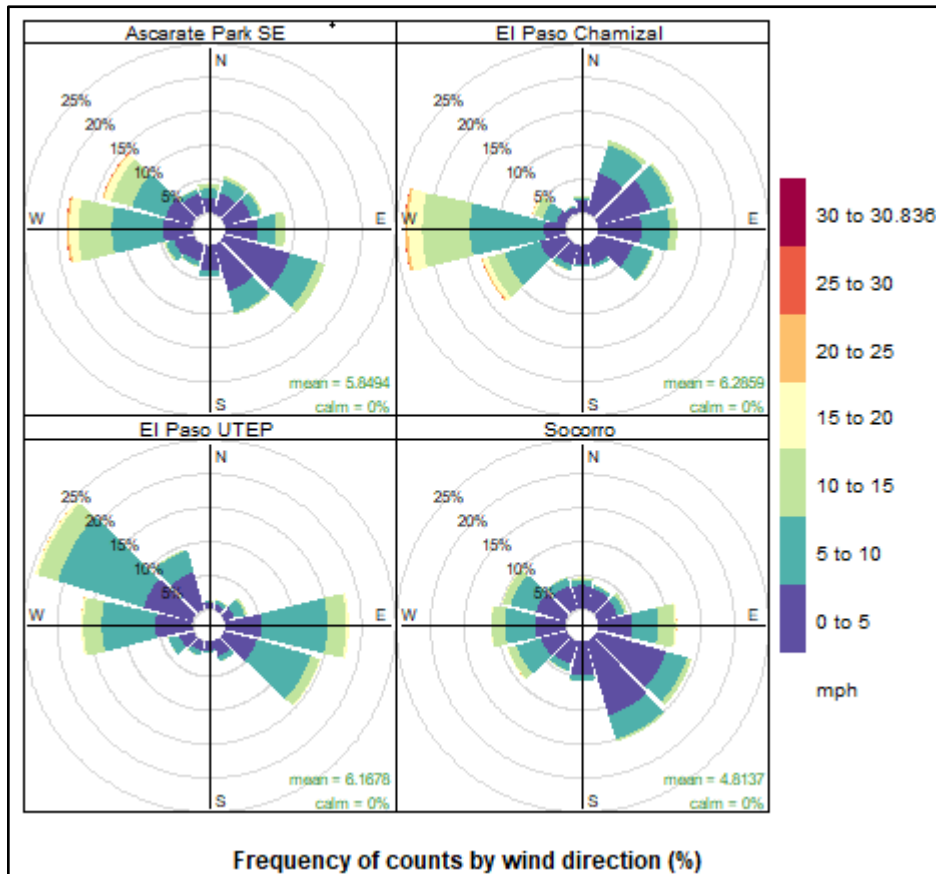 Ascarate Park SE
N
25%
20%
15%
10%
5%
W
E
S
mean = 5.8494
calm = 0%
El Paso Chamizal
N
25%
20%
15%
10%
5%
W
E
S
mean = 6.2859
calm = 0%
El Paso UTEP
N
25%
20%
15%
10%
5%
W
E
S
mean = 6.1678
calm = 0%
Socorro
N
25%
20%
15%
10%
5%
W
E
S
mean = 4.8137
calm = 0%
30 to 30.836
25 to 30
20 to 25
15 to 20
10 to 15
5 to 10
0 to 5
mph
Frequency of counts by wind direction (%)